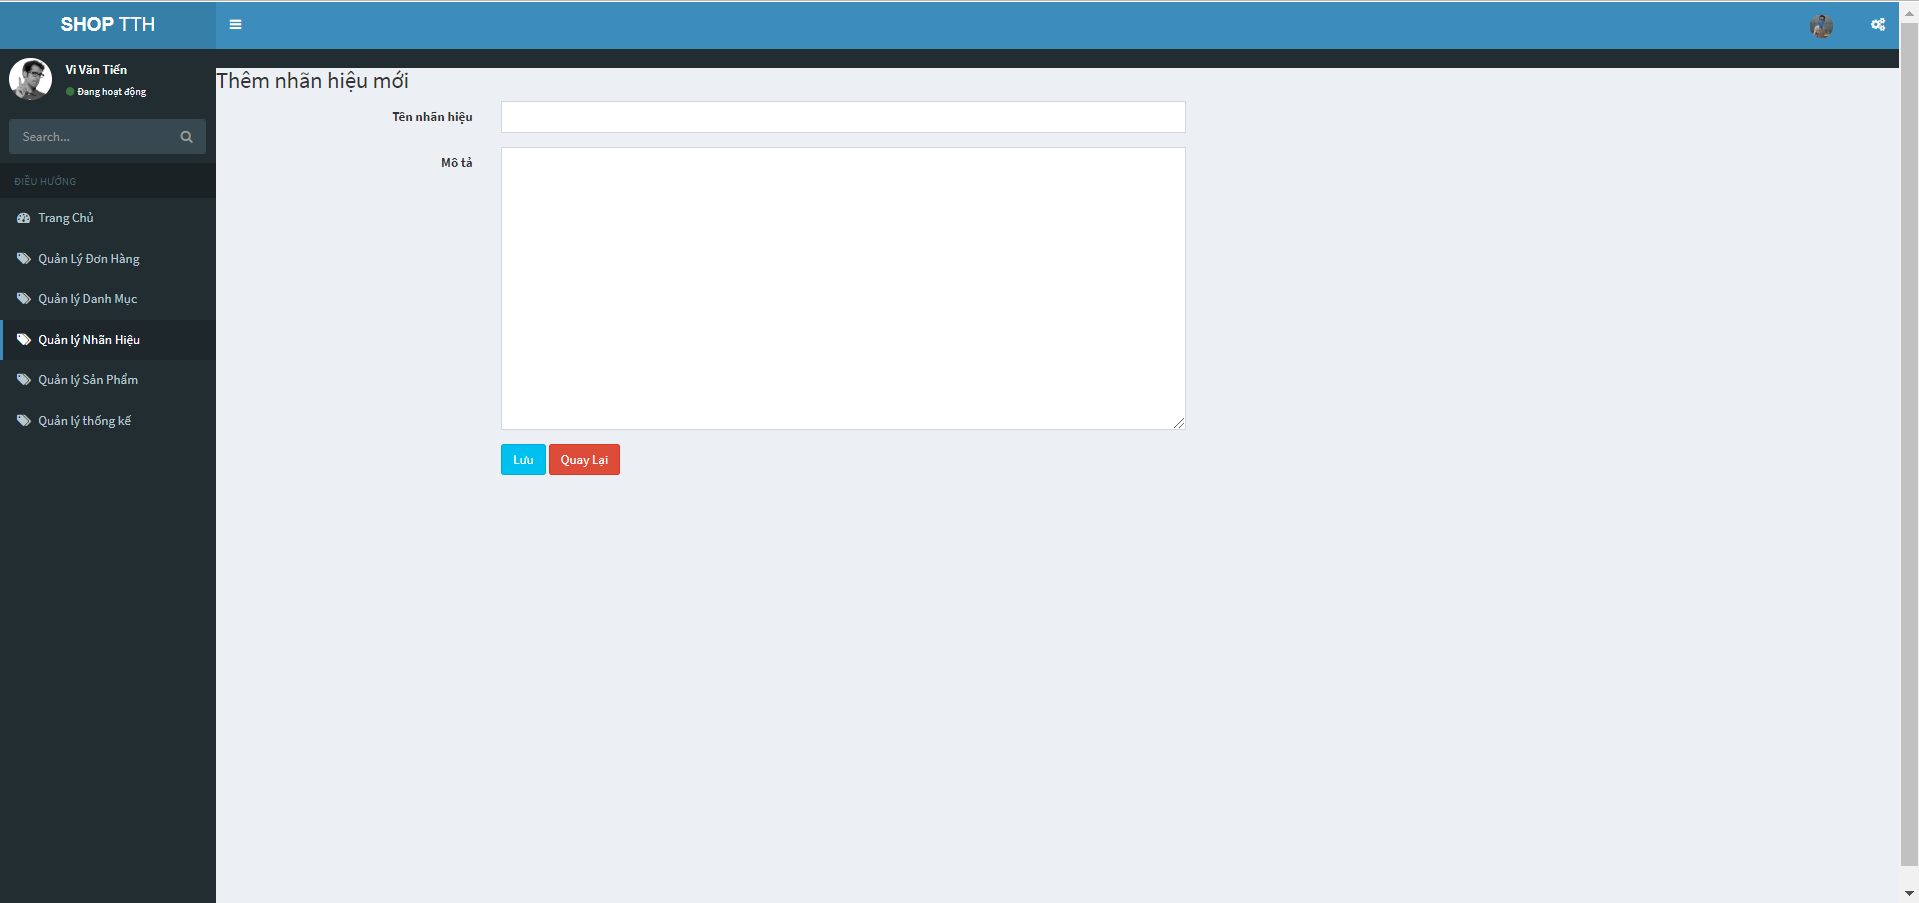 SHOP TTH
Vi Văn Tiến
Đang hoạt động
Search...
ĐIỀU HƯỚNG
Trang Chủ
Quản Lý Đơn Hàng
Quản lý Danh Mục
Quản lý Nhãn Hiệu
Quản lý Sản Phẩm
Quản lý thống kế
Thêm nhãn hiệu mới
Tên nhãn hiệu
Mô tả
Lưu
Quay Lại